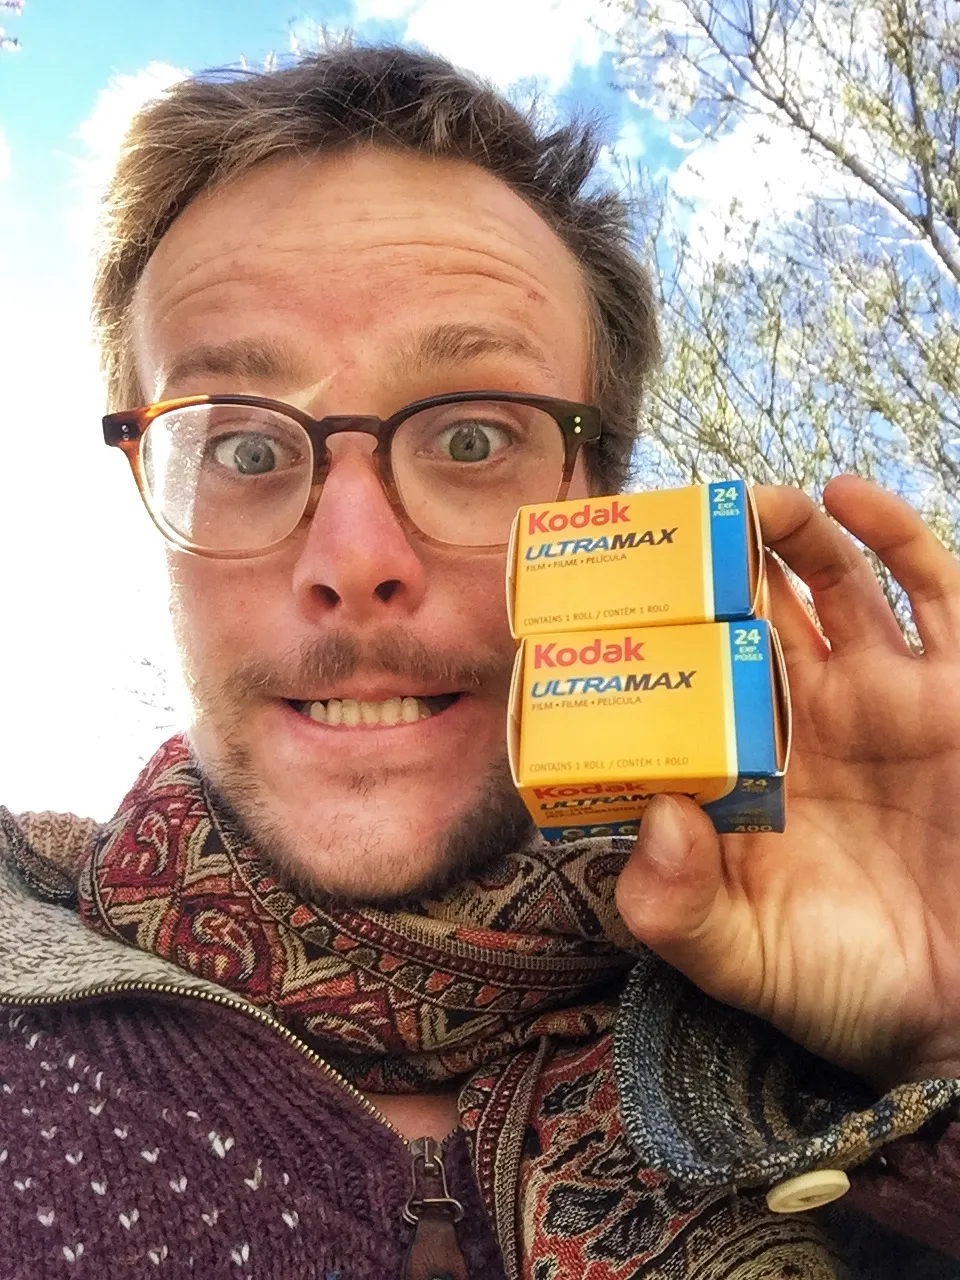 Kodak
ULTRAMAX
FILM • FILME • PELÍCULA
CONTAINS 1 ROLL / CONTÉM 1 ROLO
24
EXP.
POSES
Kodak
ULTRAMAX
FILM • FILME • PELÍCULA
CONTAINS 1 ROLL / CONTÉM 1 ROLO
24
EXP.
POSES
Kodak
ULTRAMAX
24
400